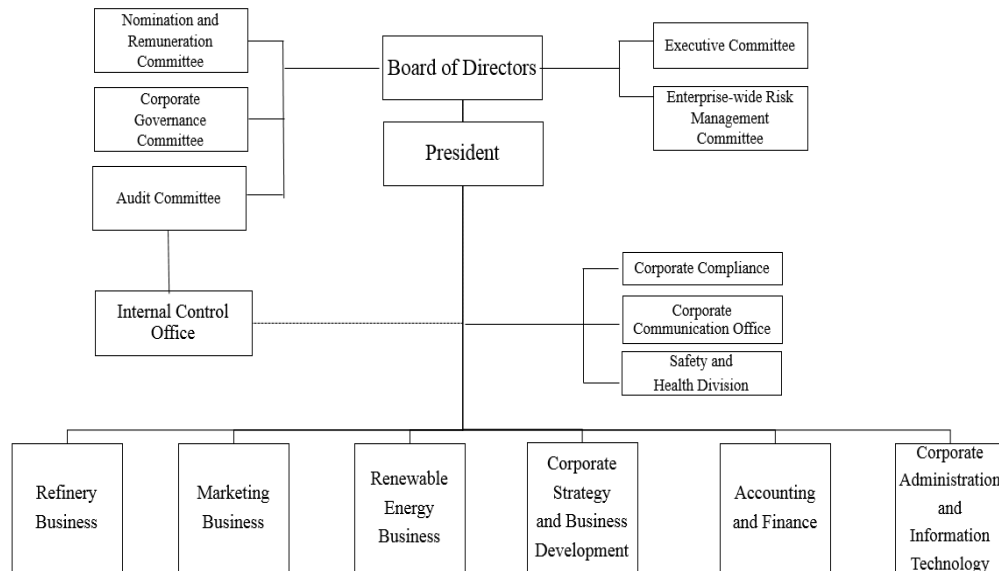 Nomination and
Remuneration
Committee
Board of Directors
Executive Committee
Corporate
Governance
Committee
Enterprise-wide Risk
Management
Committee
President
Audit Committee
Internal Control
Office
Corporate Compliance
Corporate
Communication Office
Safety and
Health Division
Refinery
Business
Marketing
Business
Renewable
Energy
Business
Corporate
Strategy
and Business
Development
Accounting
and Finance
Corporate
Administration
and
Information
Technology